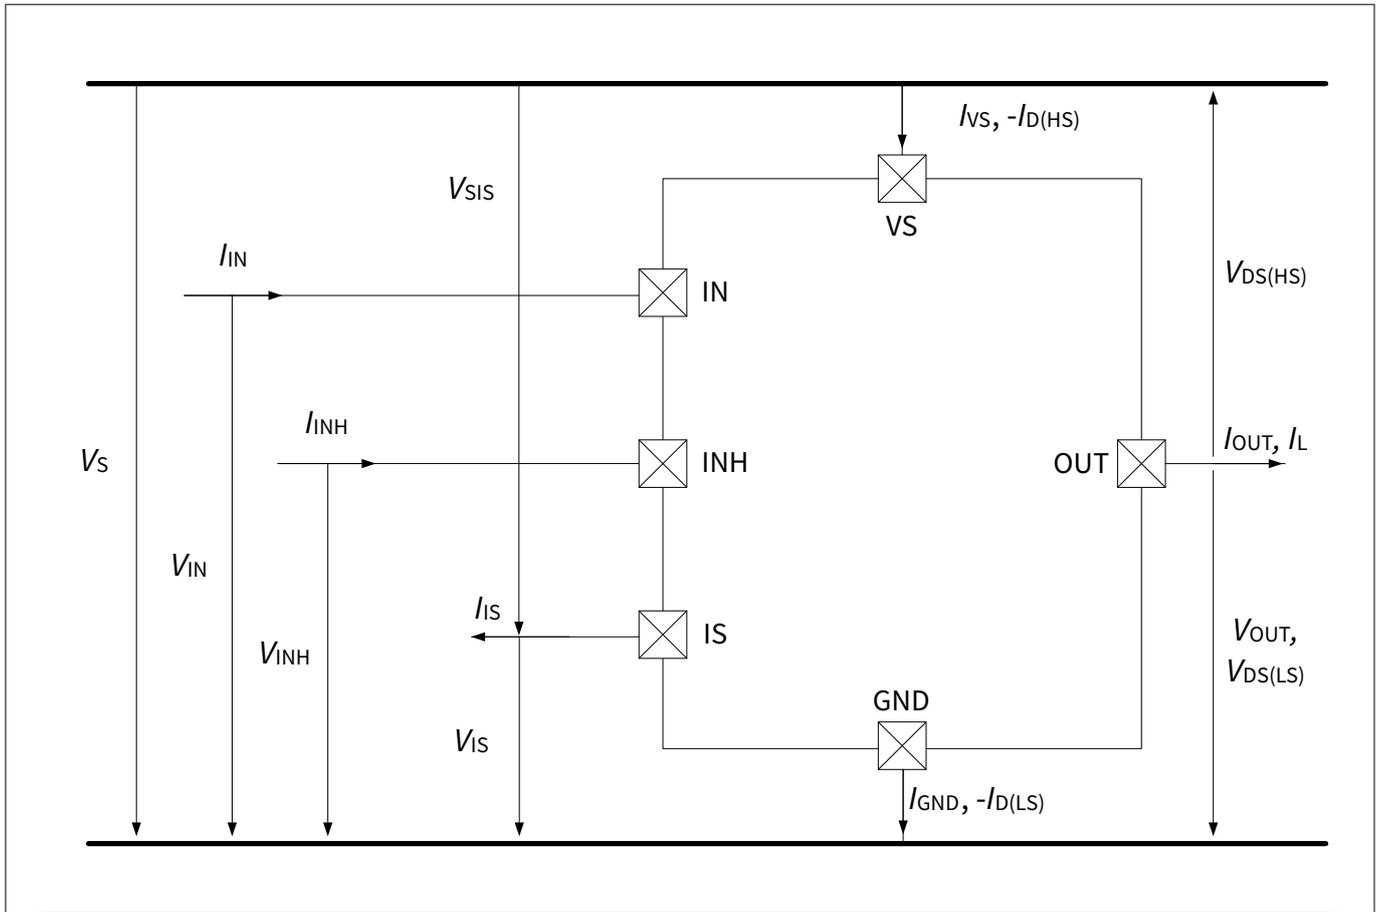 IVS, -ID(HS)
VSIS
VS
IIN
VDS(HS)
IN
IINH
IOUT, IL
VS
INH
OUT
VIN
IIS
IS
VOUT,
VINH
VDS(LS)
GND
VIS
IGND, -ID(LS)